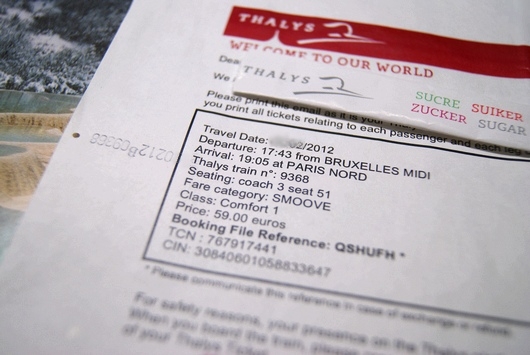 THALYS
WELCOME TO OUR WORLD
Dea
We
THALYS
SUCRE SUIKER
ZUCKER SUGAR
Please print this email as it is your
you print all tickets relating to each passenger and each
Travel Date: 02/2012
Departure: 17:43 from BRUXELLES MIDI
Arrival: 19:05 at PARIS NORD
Thalys train n°: 9368
Seating: coach 3 seat 51
Fare category: SMOOVE
Class: Comfort 1
Price: 59.00 euros
Booking File Reference: QSHUFH *
TCN : 767917441
CIN: 30840601058833647
* Please communicate this reference in case of exchange or
For safety reasons, your presence on the Thalys
When you board the train, please
of your Thalys Ticket